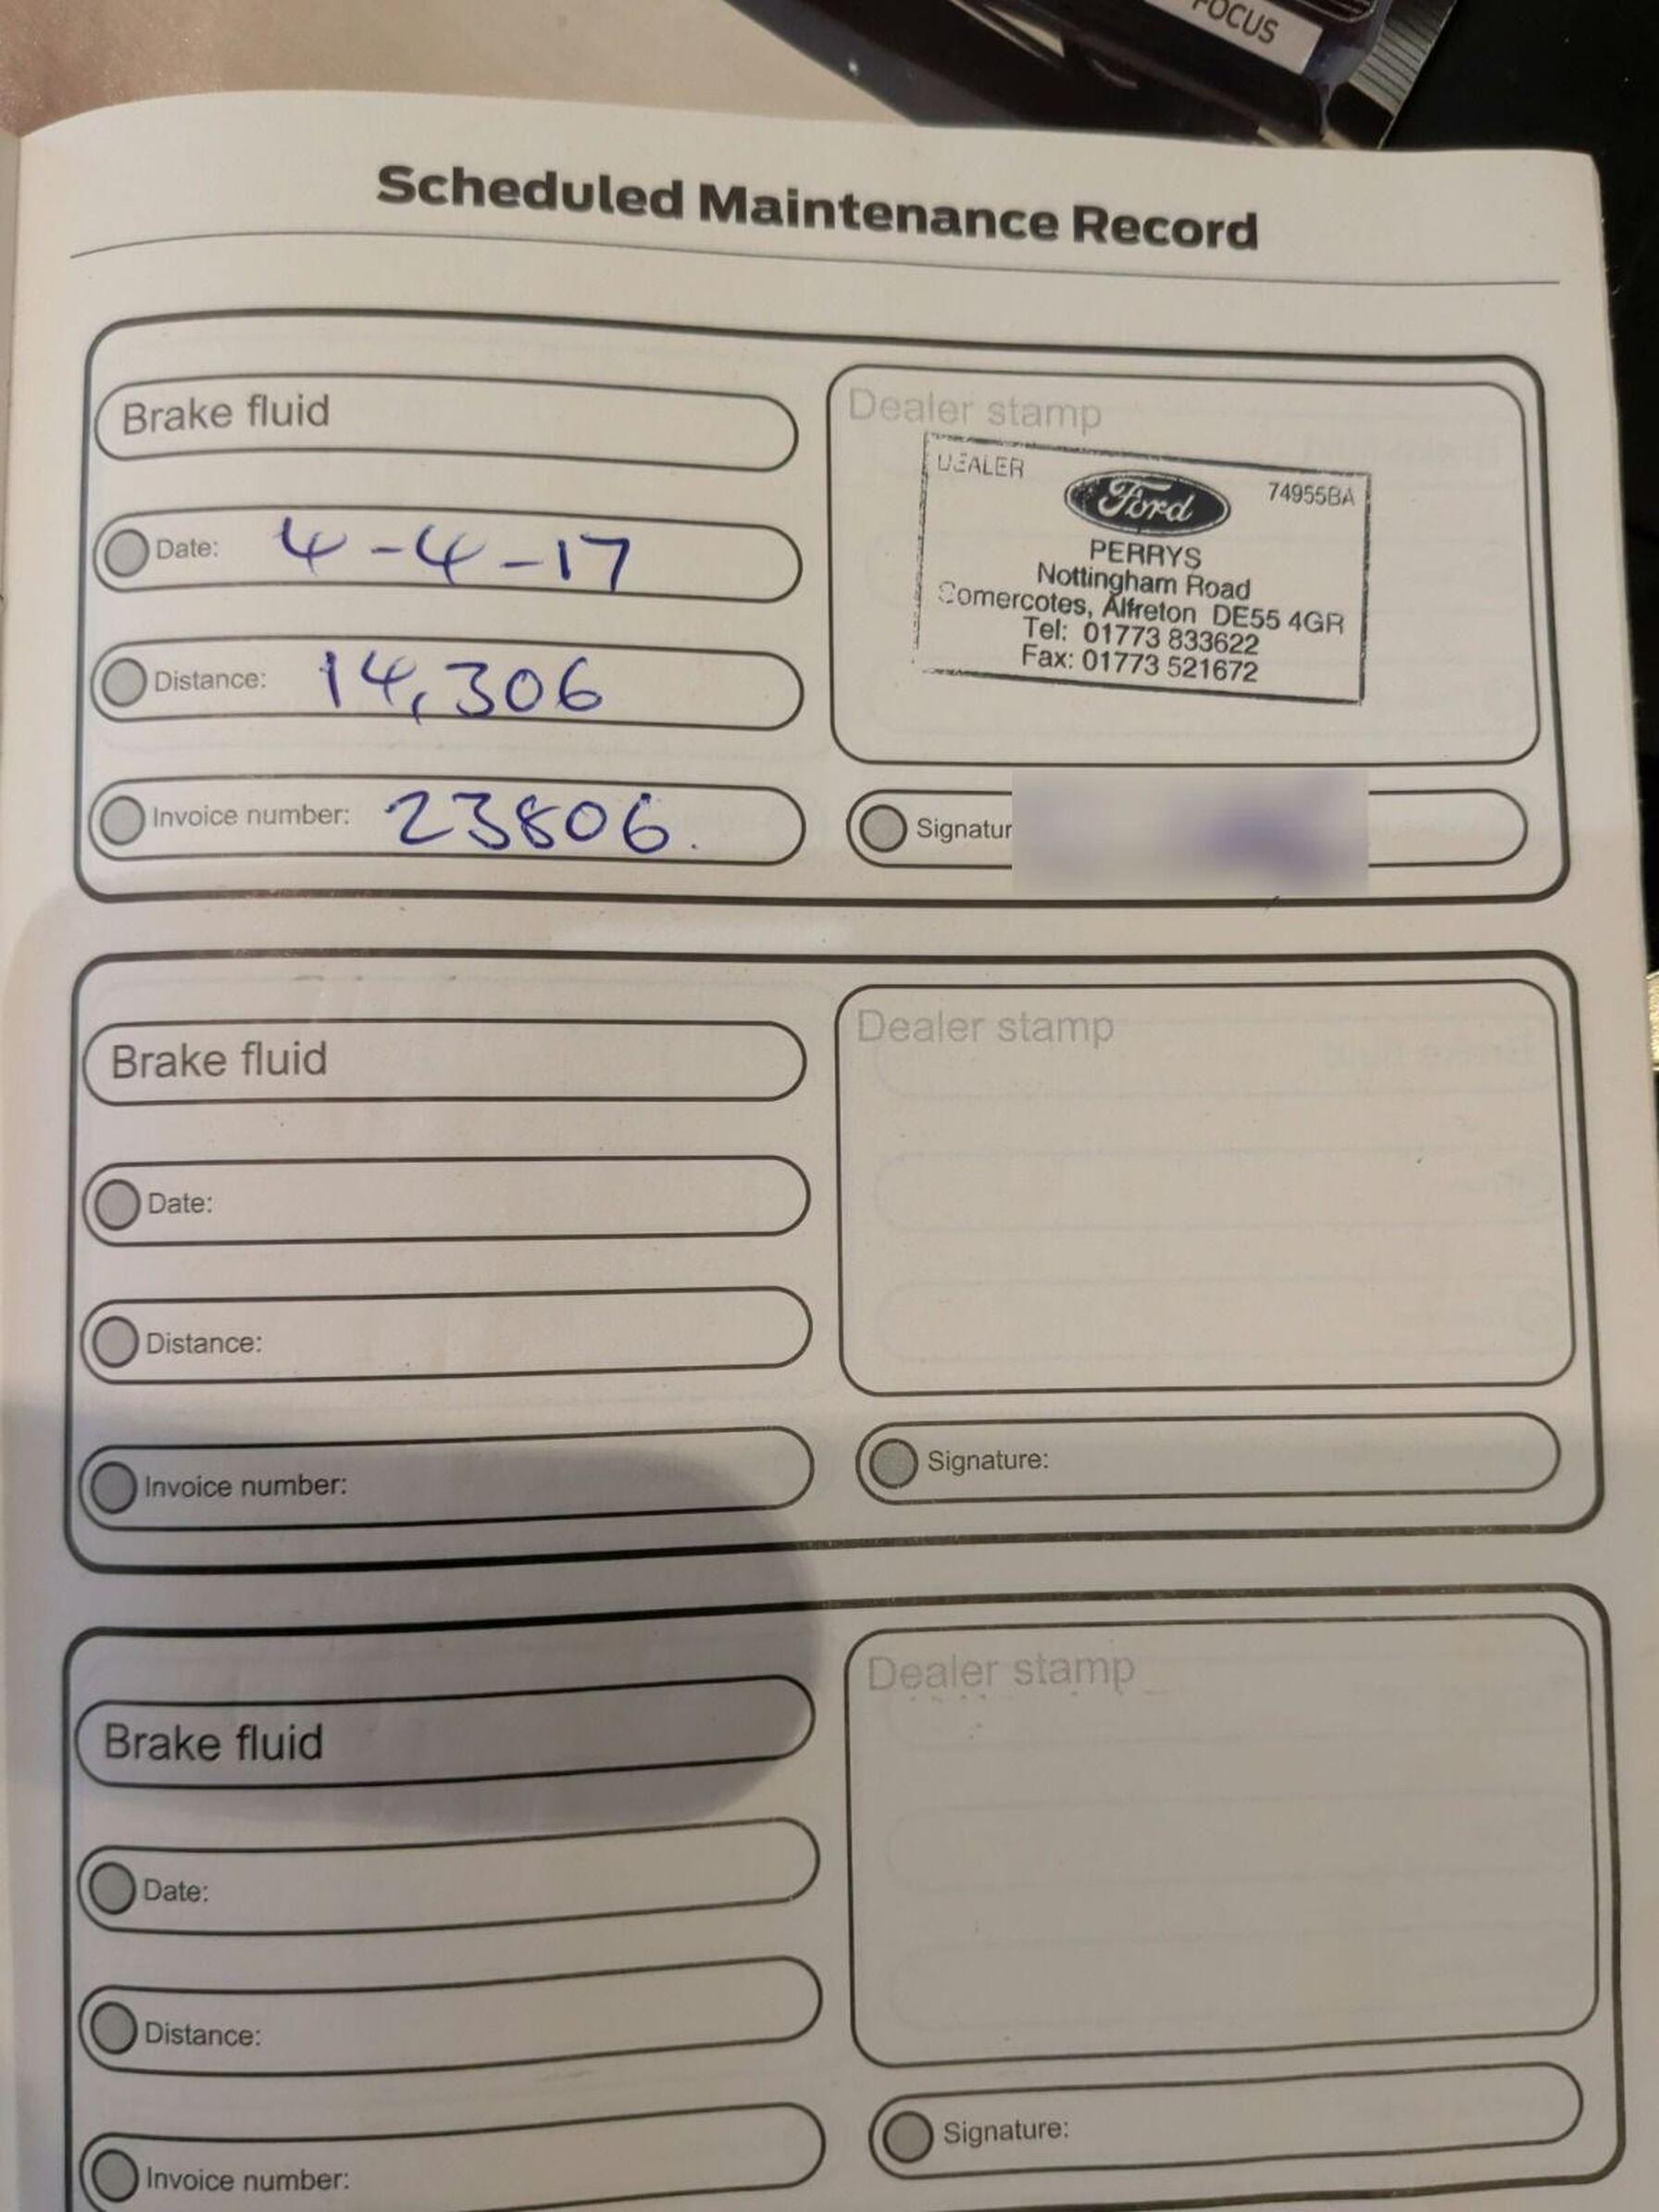 FOCUS
Scheduled Maintenance Record
Brake fluid
Date: 4-4-17
Distance: 14,306
Invoice number: 23806.
Dealer stamp
DEALER
74955BA
Ford
PERRYS
Nottingham Road
Somercotes, Alfreton DE55 4GR
Tel: 01773 833622
Fax: 01773 521672
Signatur
Brake fluid
Date:
Distance:
Invoice number:
Dealer stamp
Signature:
Brake fluid
Date:
Distance:
Invoice number:
Dealer stamp
Signature: